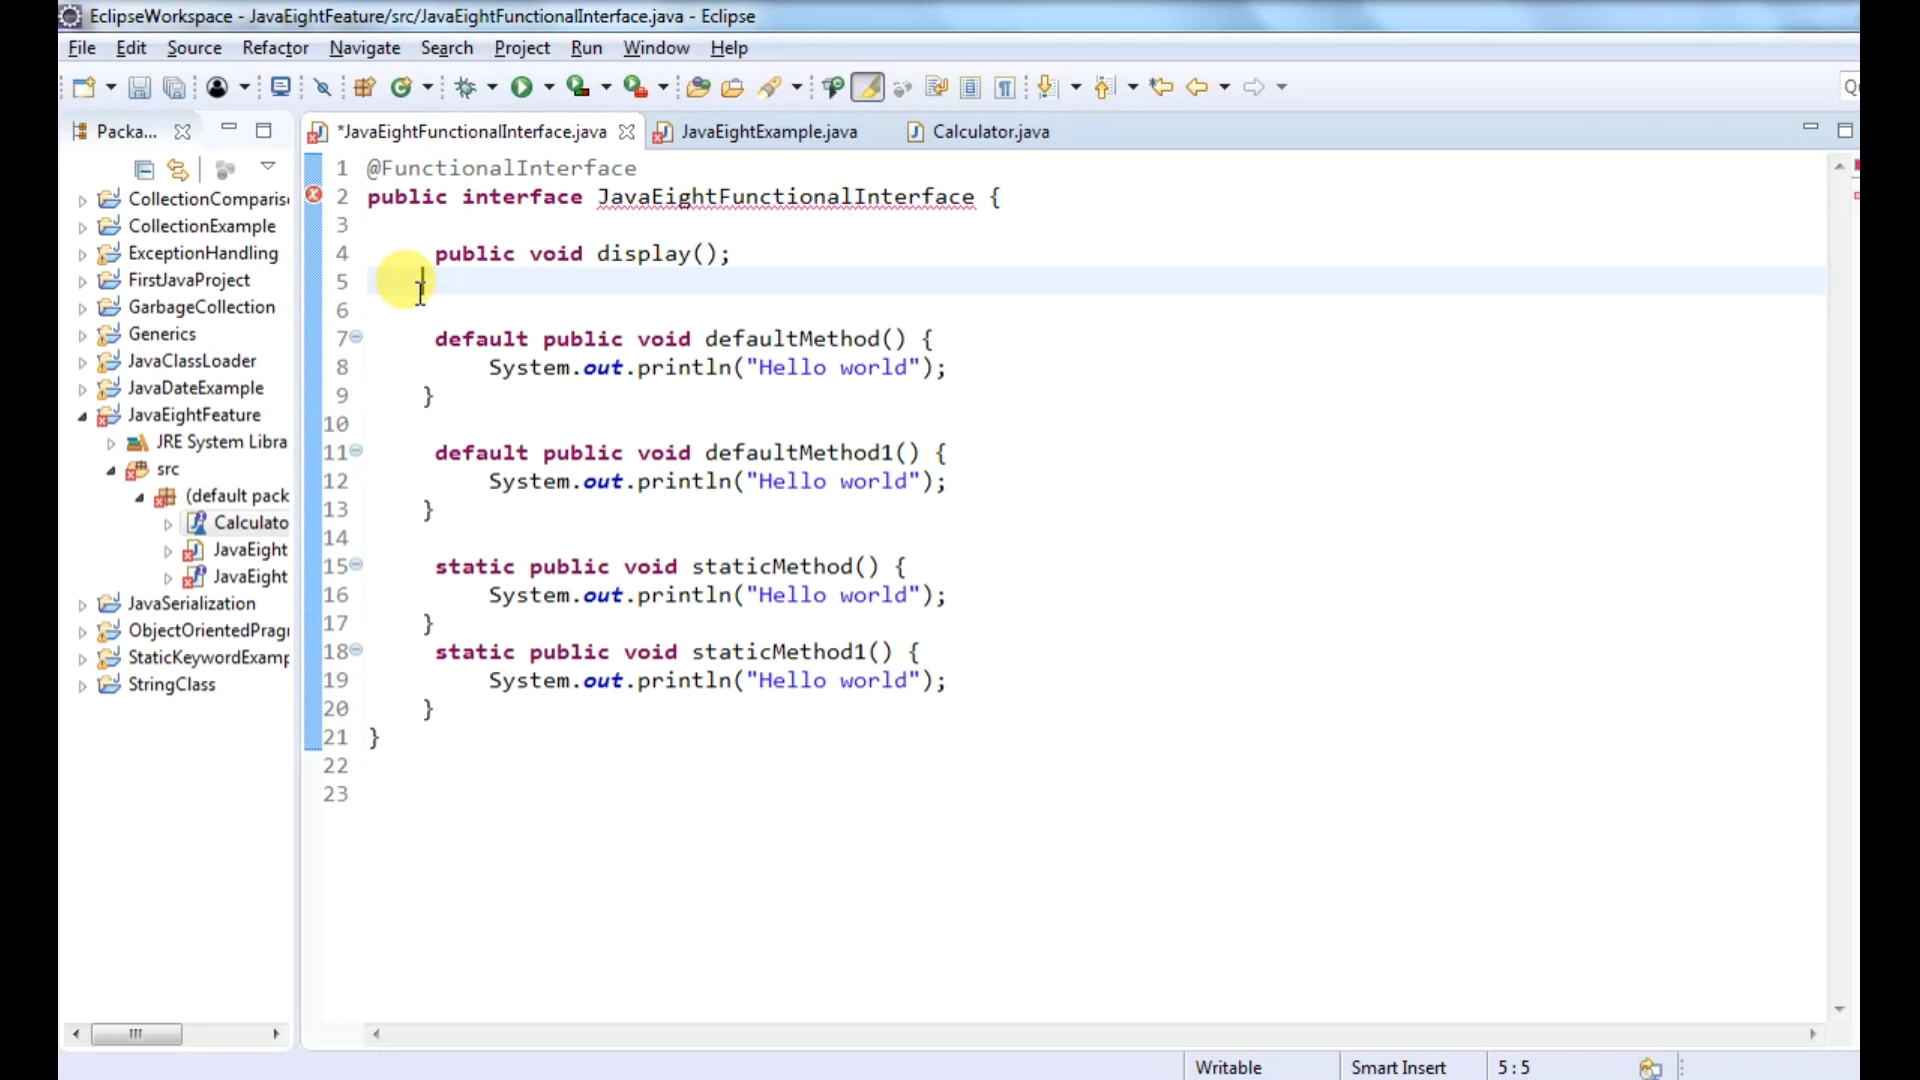 EclipseWorkspace - JavaEightFeature/src/JavaEightFunctionalInterface.java - Eclipse
File Edit Source Refactor Navigate Search Project Run Window Help
Packa...
*JavaEightFunctionalInterface.java JavaEightExample.java Calculator.java
CollectionComparis
CollectionExample
ExceptionHandling
FirstJavaProject
GarbageCollection
Generics
JavaClassLoader
JavaDateExample
JavaEightFeature
JRE System Libra
src
(default pack
Calculato
JavaEight
JavaEight
JavaSerialization
ObjectOrientedPrag
StaticKeywordExamp
StringClass
1 @FunctionalInterface
2 public interface JavaEightFunctionalInterface {
3
4 public void display();
5
6
7 default public void defaultMethod() {
8 System.out.println("Hello world");
9 }
10
11 default public void defaultMethod1() {
12 System.out.println("Hello world");
13 }
14
15 static public void staticMethod() {
16 System.out.println("Hello world");
17 }
18 static public void staticMethod1() {
19 System.out.println("Hello world");
20 }
21 }
22
23
Writable Smart Insert 5 : 5